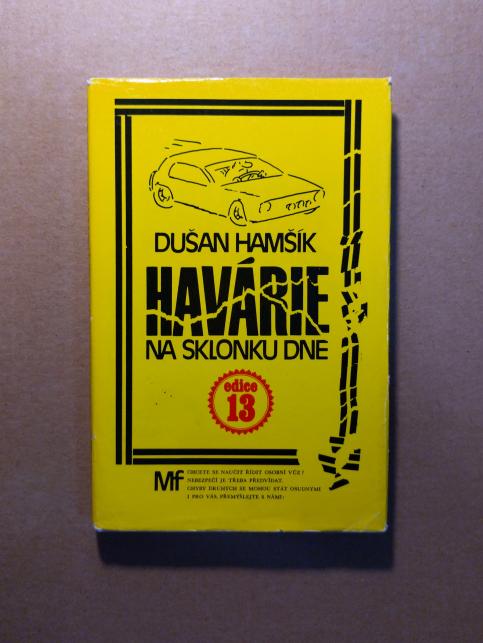 DUŠAN HAMŠÍK
HAVÁRIE
NA SKLONKU DNE
edice
13
Mf
CHCETE SE NAUČIT ŘÍDIT OSOBNÍ VŮZ?
NEBEZPEČÍ JE TŘEBA PŘEDVÍDAT.
CHYBY DRUHÝCH SE MOHOU STÁT OSUDNÝMI
I PRO VÁS. PŘEMÝŠLEJTE S NÁMI: